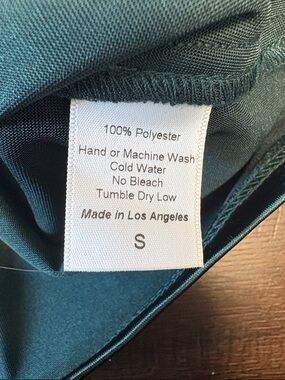 100% Polyester
Hand or Machine Wash
Cold Water
No Bleach
Tumble Dry Low
Made in Los Angeles
S